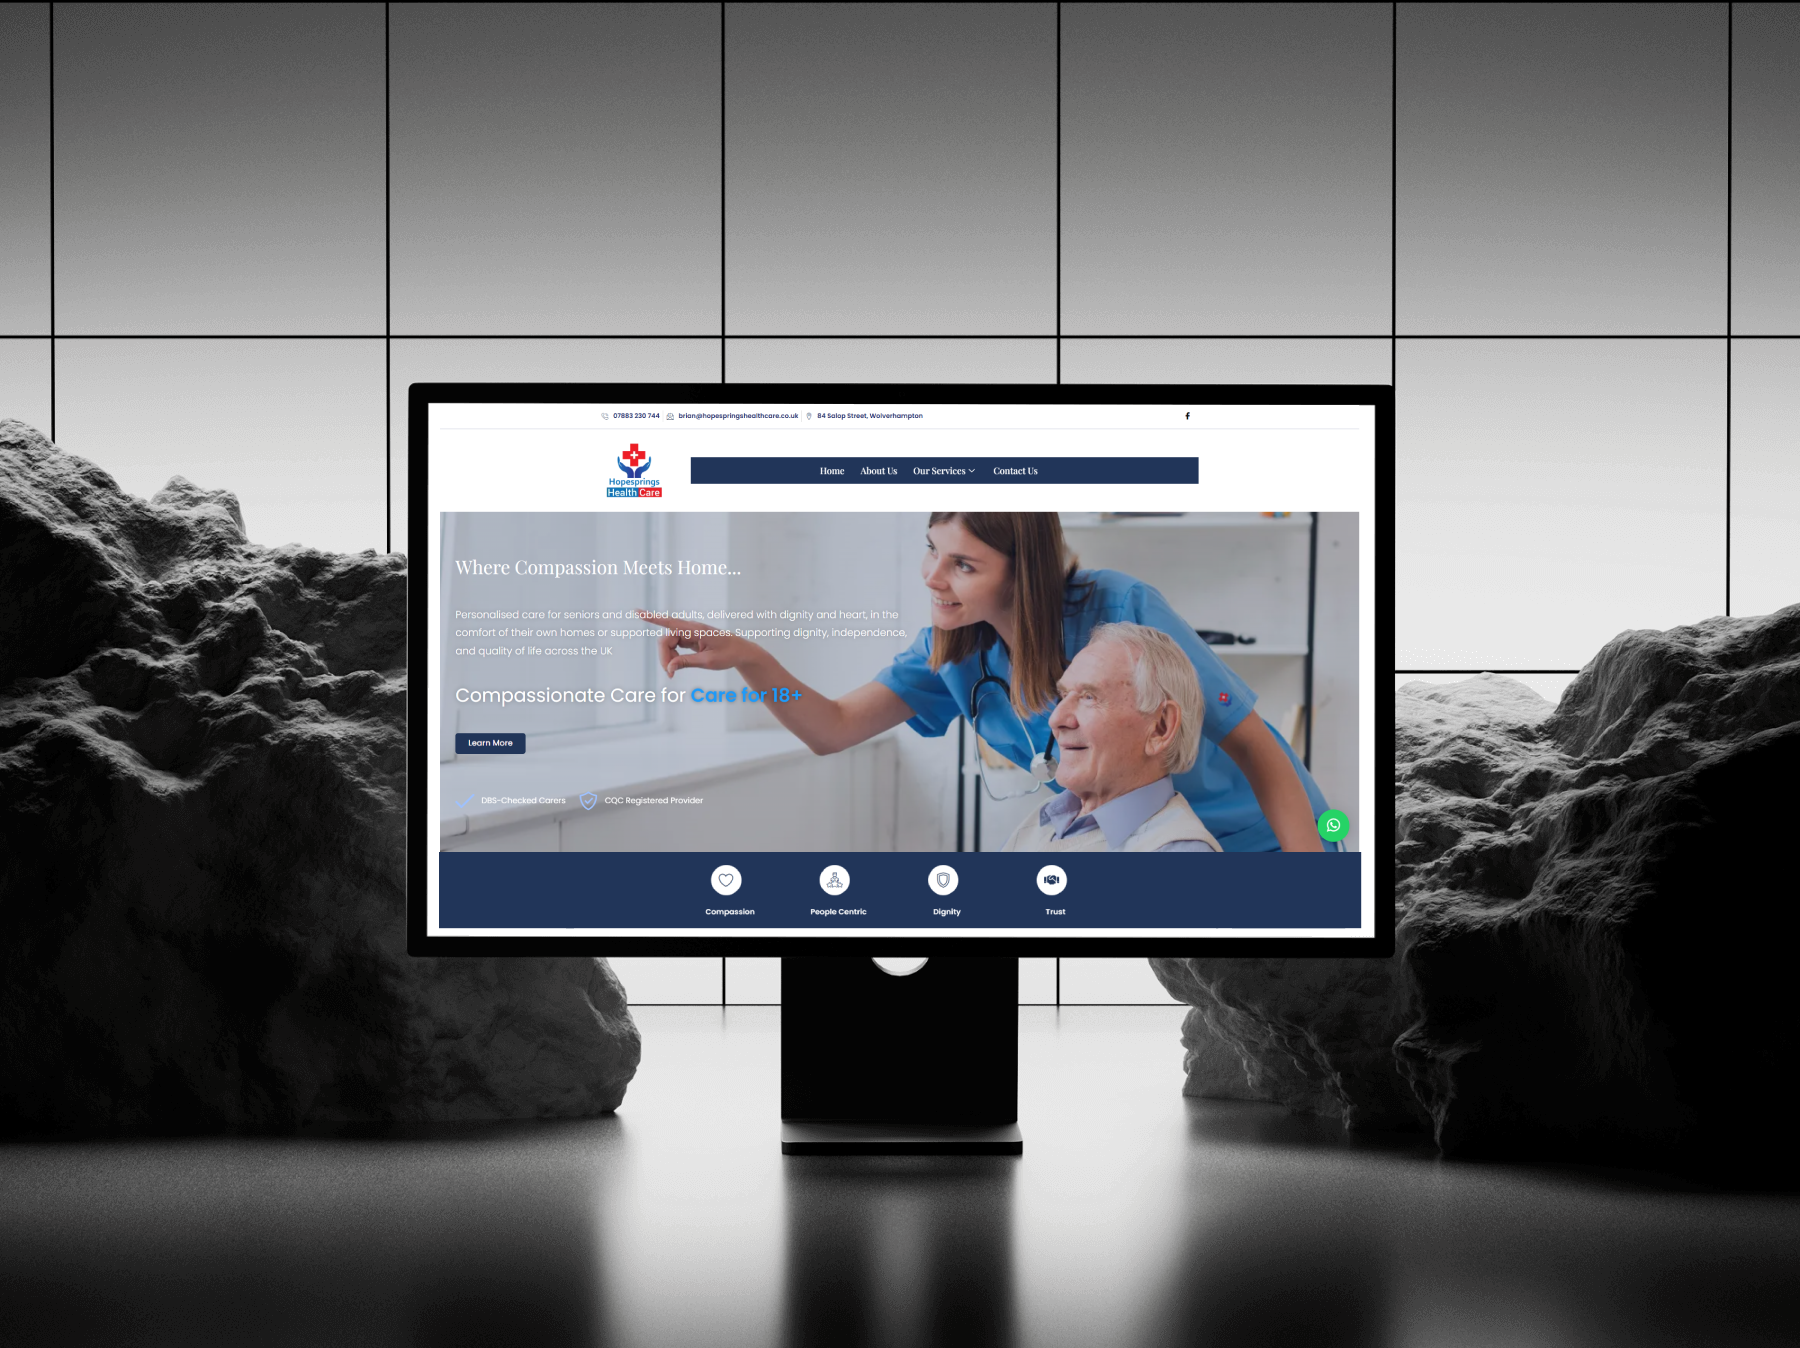 07883 230 744
brian@hopespringshealthcare.co.uk
84 Salop Street, Wolverhampton
Hopesprings
Health Care
Home About Us Our Services Contact Us
Where Compassion Meets Home...
Personalised care for seniors and disabled adults, delivered with dignity and heart, in the
comfort of their own homes or supported living spaces. Supporting dignity, independence,
and quality of life across the UK
Compassionate Care for Care for 18+
Learn More
DBS-Checked Carers CQC Registered Provider
Compassion People Centric Dignity Trust